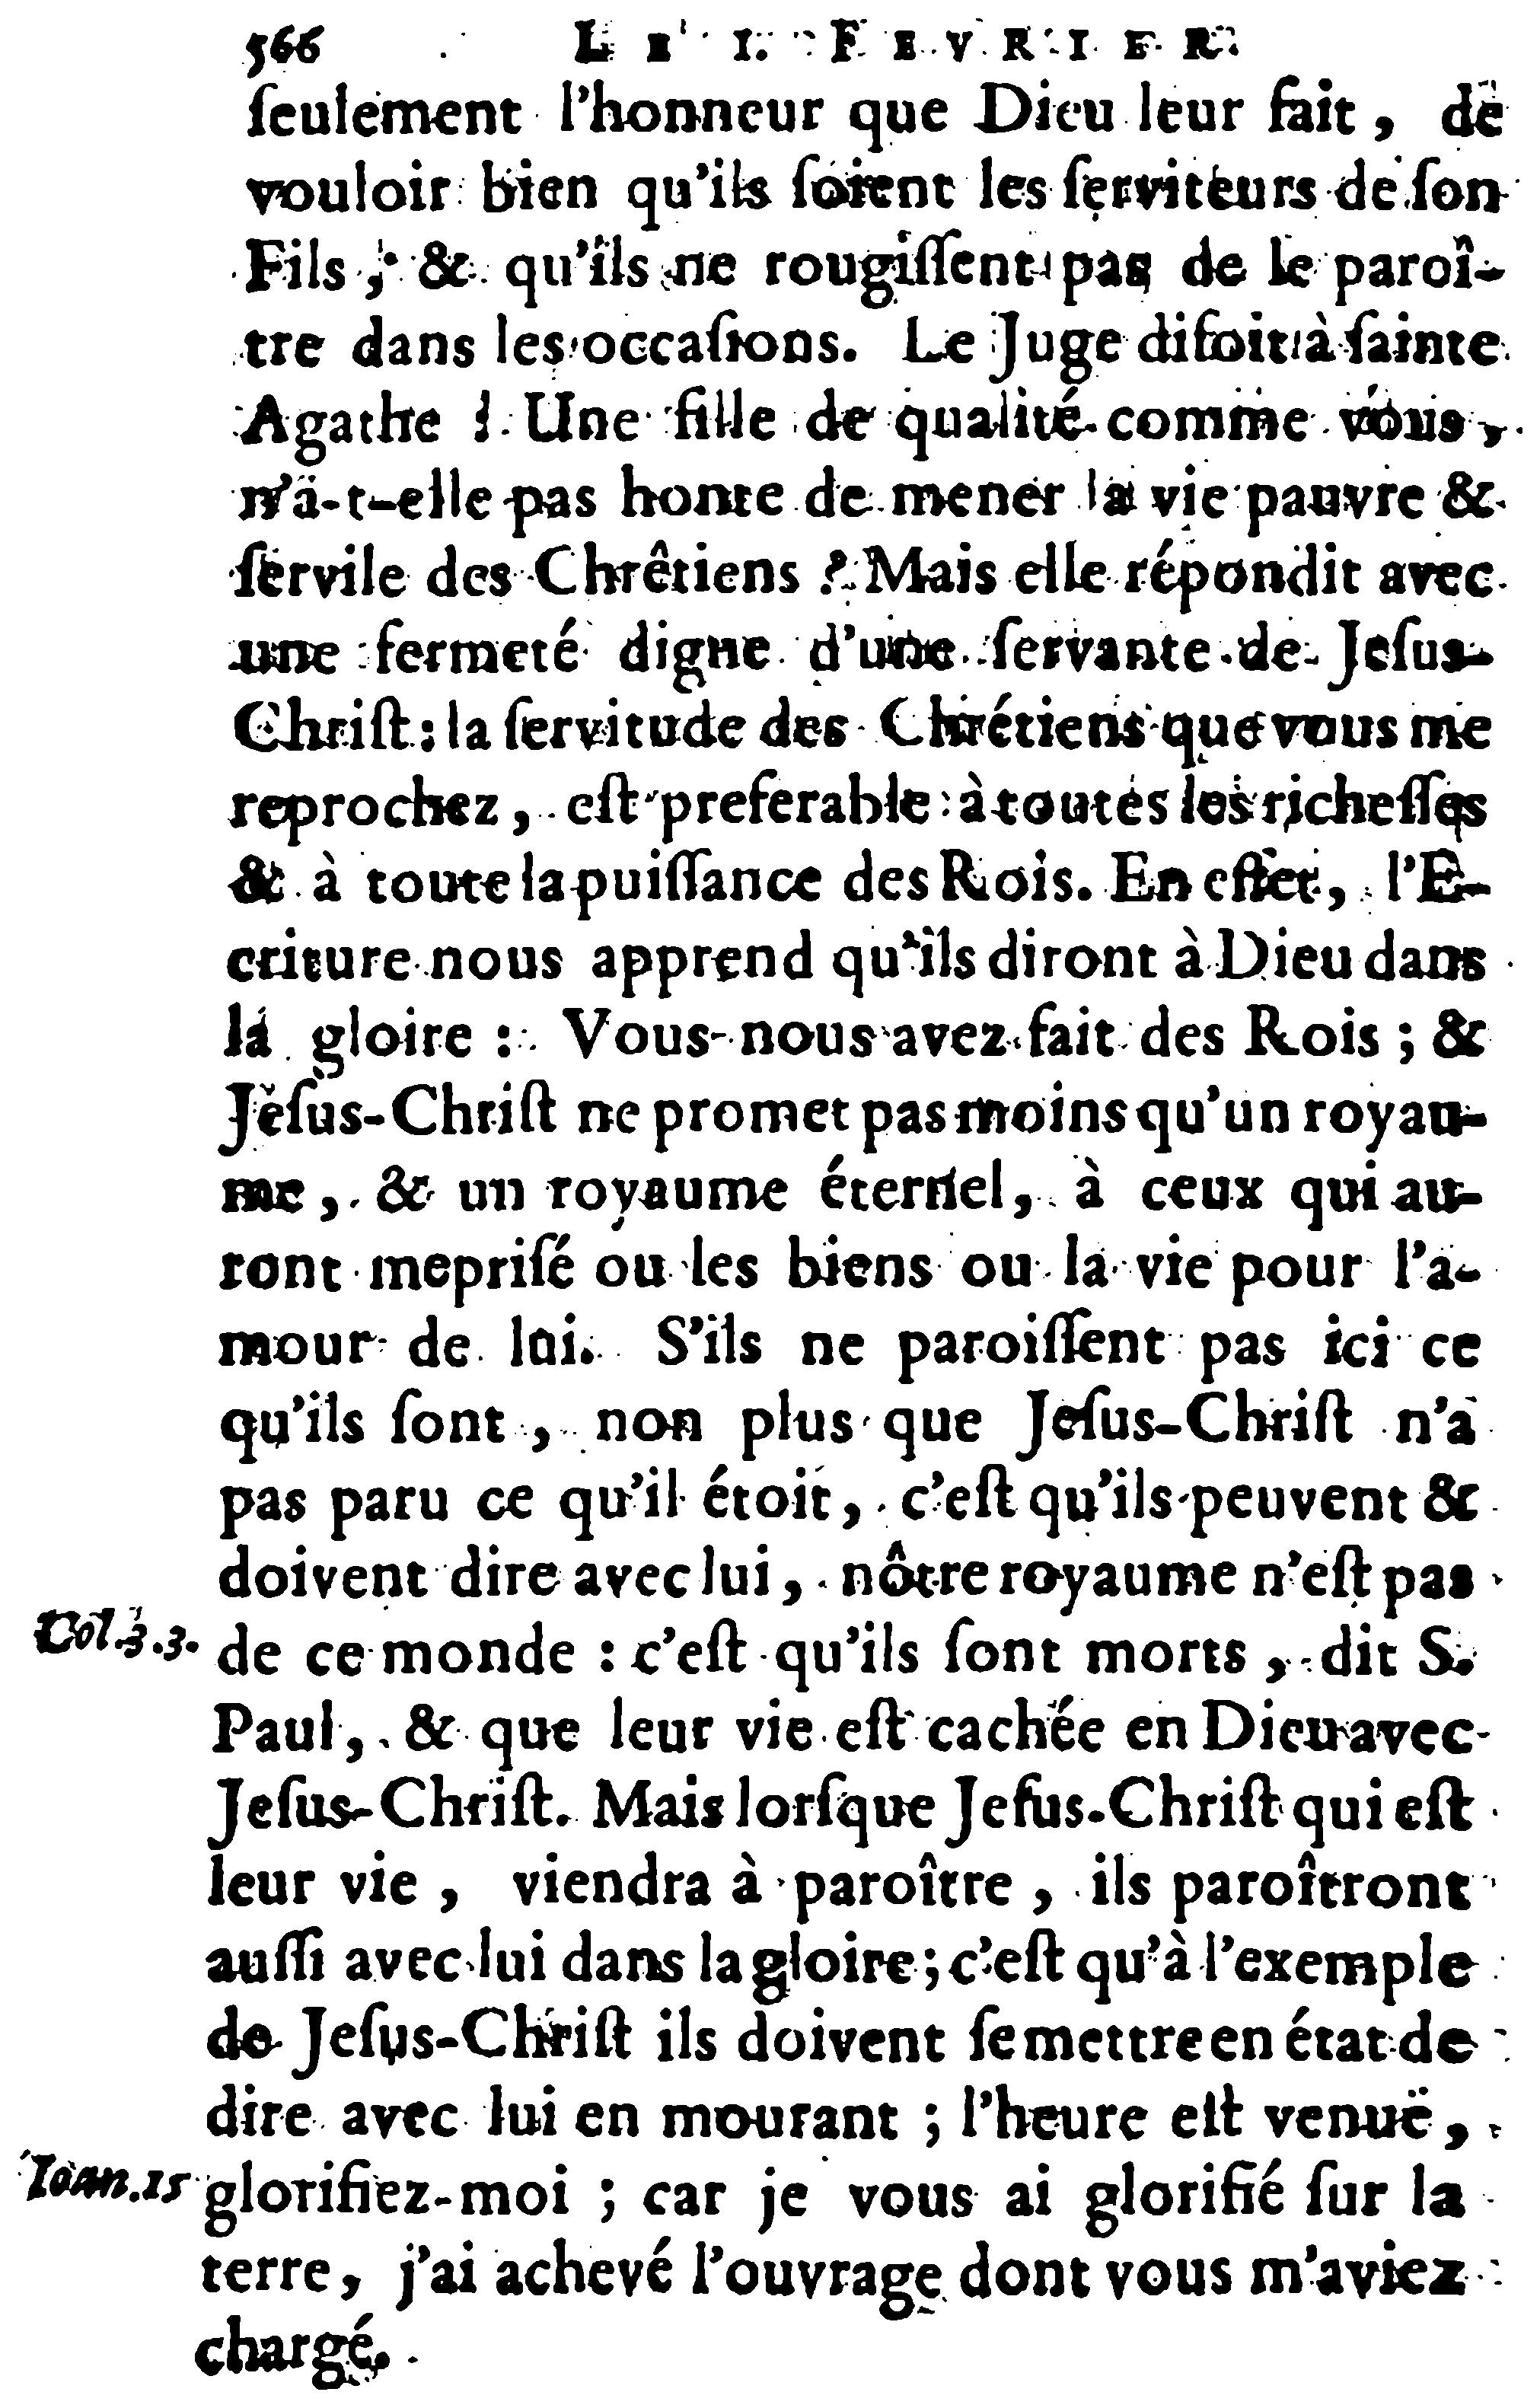 566 LE I. FEVRIER.
ſeulement l'honneur que Dieu leur fait, de
vouloir bien qu'ils ſoient les ſerviteurs de ſon
Fils, & qu'ils ne rougiſſent pas de le paroî-
tre dans les occaſions. Le Juge diſoit à ſainte
Agathe : Une fille de qualité comme vous,
n'a-t-elle pas honte de mener la vie pauvre &
ſervile des Chrêtiens ? Mais elle répondit avec
une fermeté digne d'une ſervante de Jeſus-
Chriſt : la ſervitude des Chrétiens que vous me
reprochez, eſt preferable à toutes les richeſſes
& à toute la puiſſance des Rois. En effet, l'E-
criture nous apprend qu'ils diront à Dieu dans
la gloire : Vous nous avez fait des Rois ; &
Jeſus-Chriſt ne promet pas moins qu'un royau-
me, & un royaume éternel, à ceux qui au-
ront mepriſé ou les biens ou la vie pour l'a-
mour de lui. S'ils ne paroiſſent pas ici ce
qu'ils ſont, non plus que Jeſus-Chriſt n'a
pas paru ce qu'il étoit, c'eſt qu'ils peuvent &
doivent dire avec lui, nôtre royaume n'eſt pas
Col. 3. 3. de ce monde : c'eſt qu'ils ſont morts, dit S.
Paul, & que leur vie eſt cachée en Dieu avec
Jeſus-Chriſt. Mais lorſque Jeſus-Chriſt qui eſt
leur vie, viendra à paroître, ils paroîtront
auſſi avec lui dans la gloire ; c'eſt qu'à l'exemple
de Jeſus-Chriſt ils doivent ſe mettre en état de
dire avec lui en mourant ; l'heure eſt venuë,
Ioan. 15 glorifiez-moi ; car je vous ai glorifié ſur la
terre, j'ai achevé l'ouvrage dont vous m'aviez
chargé.